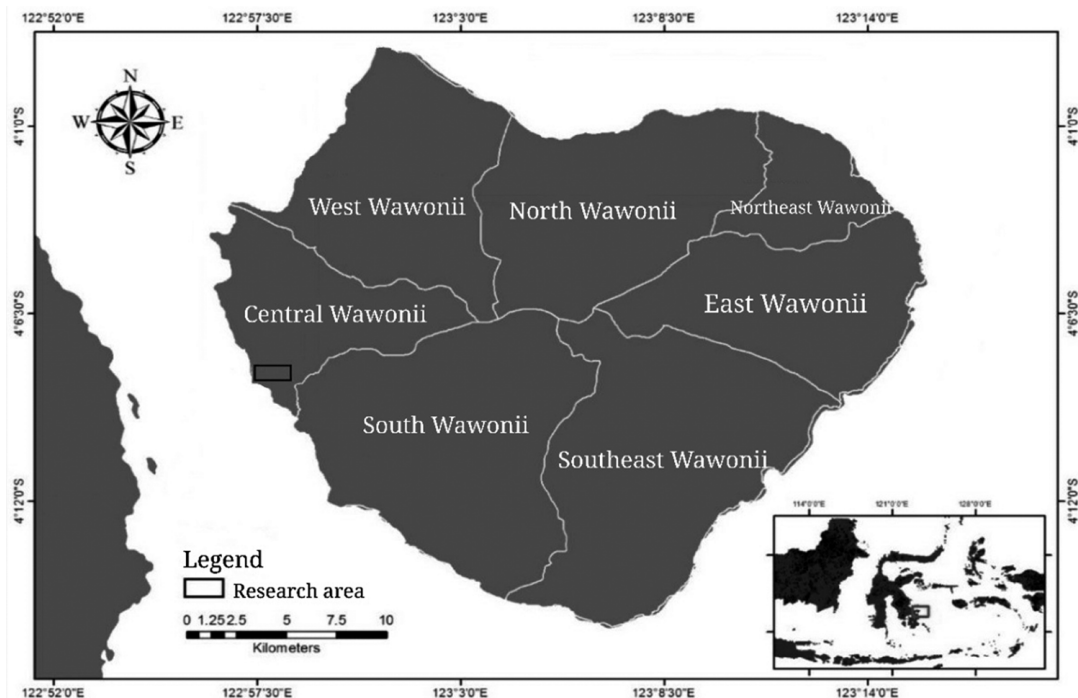 122°52'0"E 122°57'30"E 123°3'0"E 123°8'30"E 123°14'0"E
N
W E
S
4°1'0"S 4°1'0"S
West Wawonii
North Wawonii
Northeast Wawonii
Central Wawonii
East Wawonii
4°6'30"S 4°6'30"S
South Wawonii
Southeast Wawonii
4°12'0"S 4°12'0"S
114°0'0"E 121°0'0"E 128°0'0"E
Legend
Research area
0 1.25 2.5 5 7.5 10
Kilometers
122°52'0"E 122°57'30"E 123°3'0"E 123°8'30"E 123°14'0"E